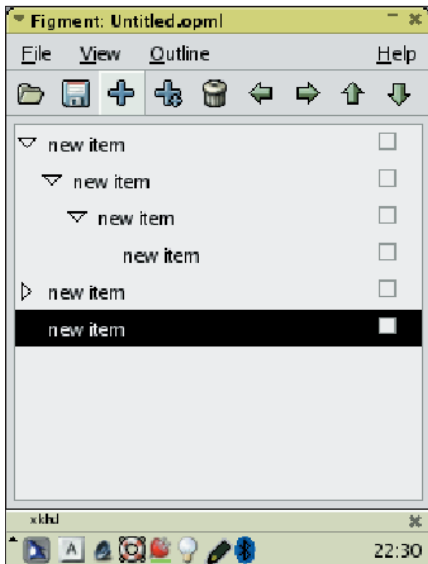 Figment: Untitled.opml
File View Outline Help
new item
new item
new item
new item
new item
new item
xkbd
A 22:30